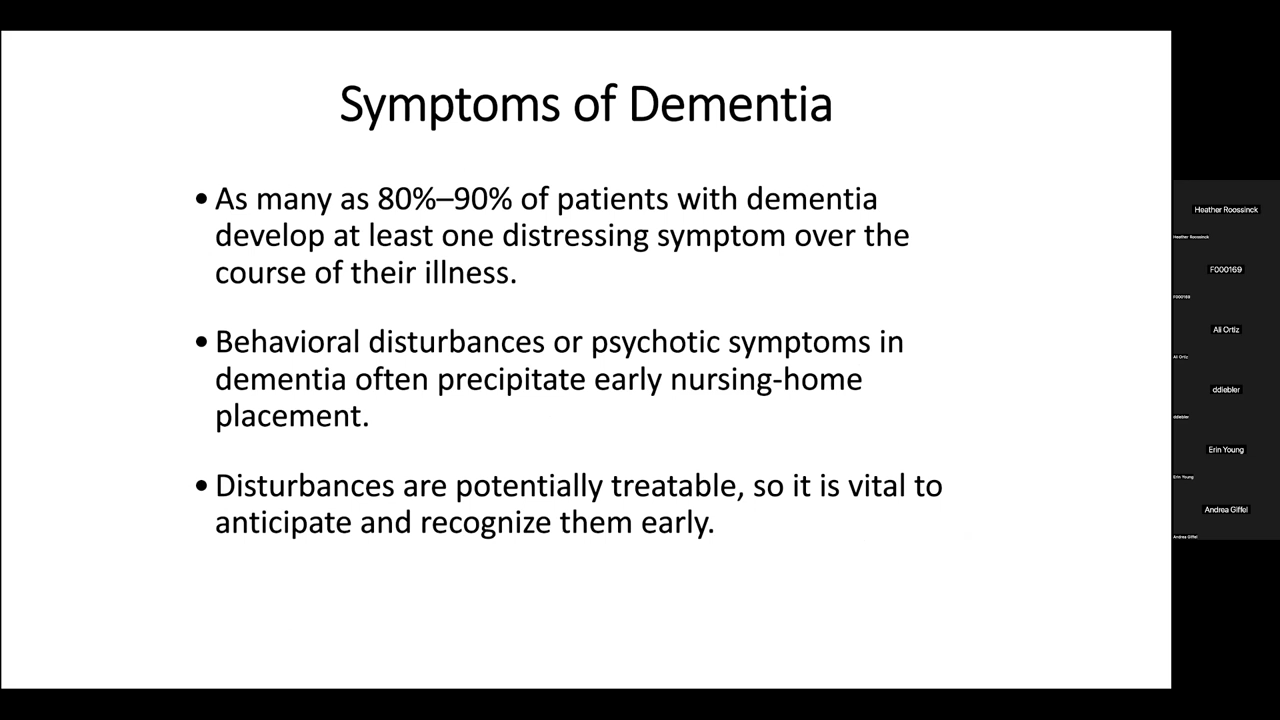 Symptoms of Dementia
• As many as 80%–90% of patients with dementia
develop at least one distressing symptom over the
course of their illness.
• Behavioral disturbances or psychotic symptoms in
dementia often precipitate early nursing-home
placement.
• Disturbances are potentially treatable, so it is vital to
anticipate and recognize them early.
Heather Roossinck
Heather Roossinck
F000169
F000169
Ali Ortiz
Ali Ortiz
ddiebler
ddiebler
Erin Young
Erin Young
Andrea Giffel
Andrea Giffel